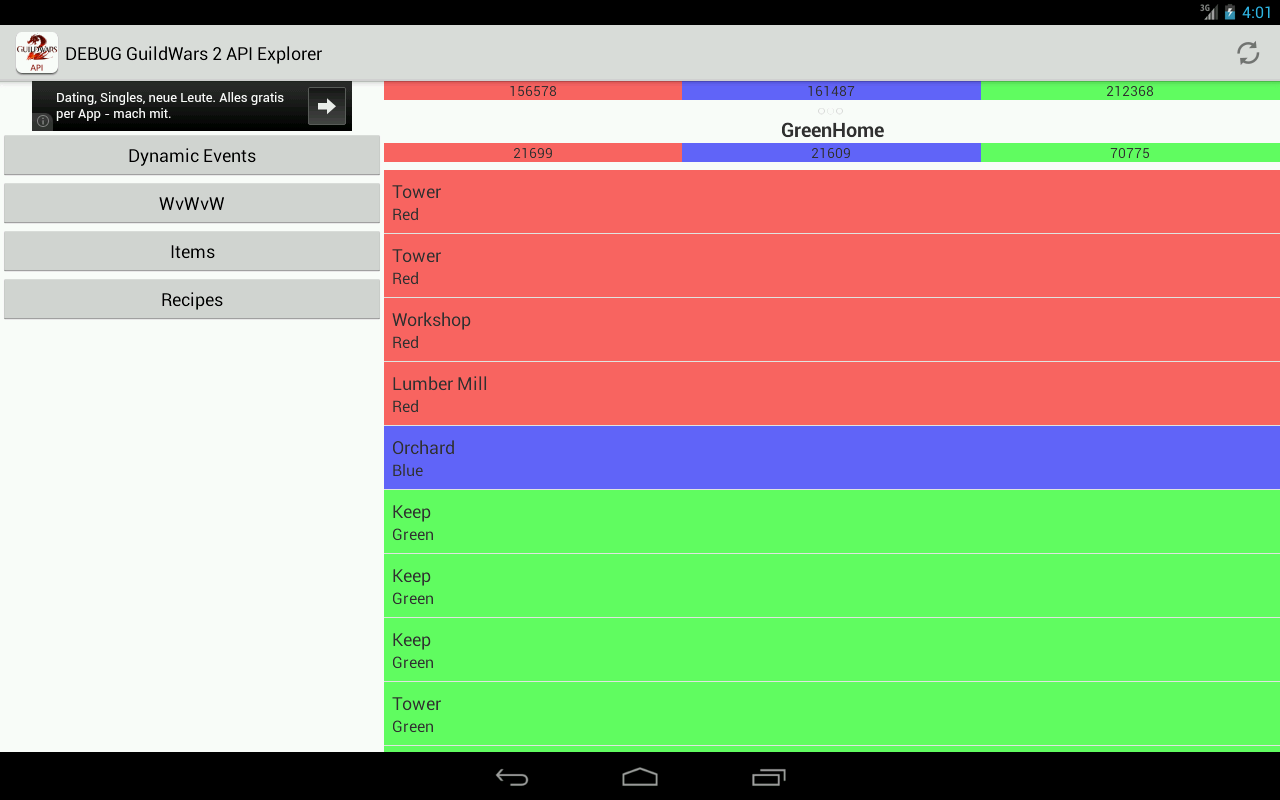 3G
4:01
GUILDWARS 2
API
DEBUG GuildWars 2 API Explorer
Dating, Singles, neue Leute. Alles gratis
per App - mach mit.
Dynamic Events
WvWvW
Items
Recipes
156578 161487 212368
GreenHome
21699 21609 70775
Tower
Red
Tower
Red
Workshop
Red
Lumber Mill
Red
Orchard
Blue
Keep
Green
Keep
Green
Keep
Green
Tower
Green